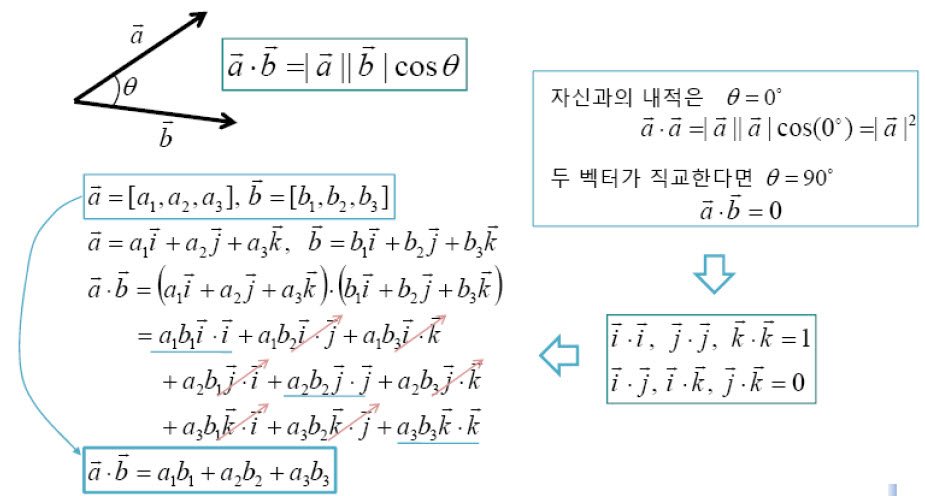 a⃗
θ
b⃗
a⃗ · b⃗ =| a⃗ || b⃗ | cos θ
자신과의 내적은 θ = 0°
a⃗ · a⃗ =| a⃗ || a⃗ | cos(0°) =| a⃗ |²
두 벡터가 직교한다면 θ = 90°
a⃗ · b⃗ = 0
a⃗ = [a₁, a₂, a₃], b⃗ = [b₁, b₂, b₃]
a⃗ = a₁i⃗ + a₂j⃗ + a₃k⃗, b⃗ = b₁i⃗ + b₂j⃗ + b₃k⃗
a⃗ · b⃗ = (a₁i⃗ + a₂j⃗ + a₃k⃗)·(b₁i⃗ + b₂j⃗ + b₃k⃗)
= a₁b₁i⃗ · i⃗ + a₁b₂i⃗ · j⃗ + a₁b₃i⃗ · k⃗
+ a₂b₁j⃗ · i⃗ + a₂b₂j⃗ · j⃗ + a₂b₃j⃗ · k⃗
+ a₃b₁k⃗ · i⃗ + a₃b₂k⃗ · j⃗ + a₃b₃k⃗ · k⃗
a⃗ · b⃗ = a₁b₁ + a₂b₂ + a₃b₃
i⃗ · i⃗, j⃗ · j⃗, k⃗ · k⃗ = 1
i⃗ · j⃗, i⃗ · k⃗, j⃗ · k⃗ = 0